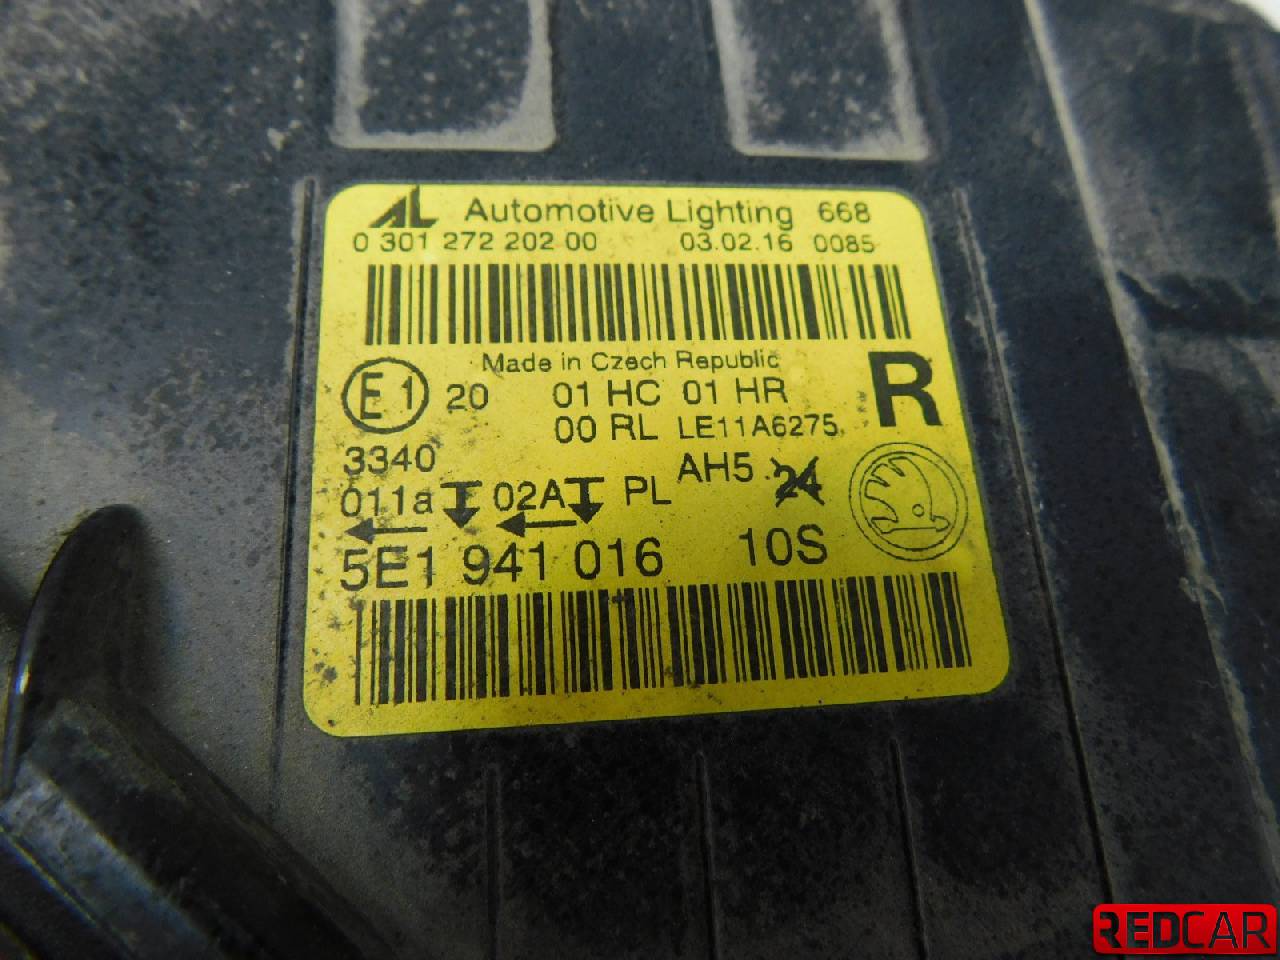 AL Automotive Lighting 668
0 301 272 202 00 03.02.16 0085
Made in Czech Republic
E1 20 01 HC 01 HR R
00 RL LE11A6275
3340 AH5 24
011a 02A PL
5E1 941 016 10S
REDCAR